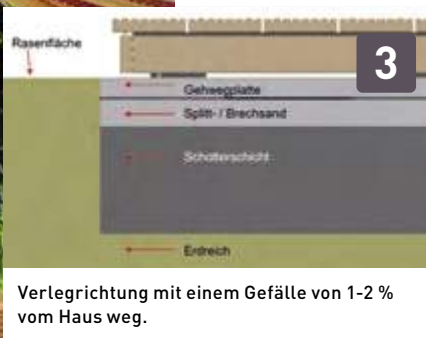 Rasenfläche
3
Gehwegplatte
Splitt- / Brechsand
Schotterschicht
Erdreich
Verlegrichtung mit einem Gefälle von 1-2 %
vom Haus weg.